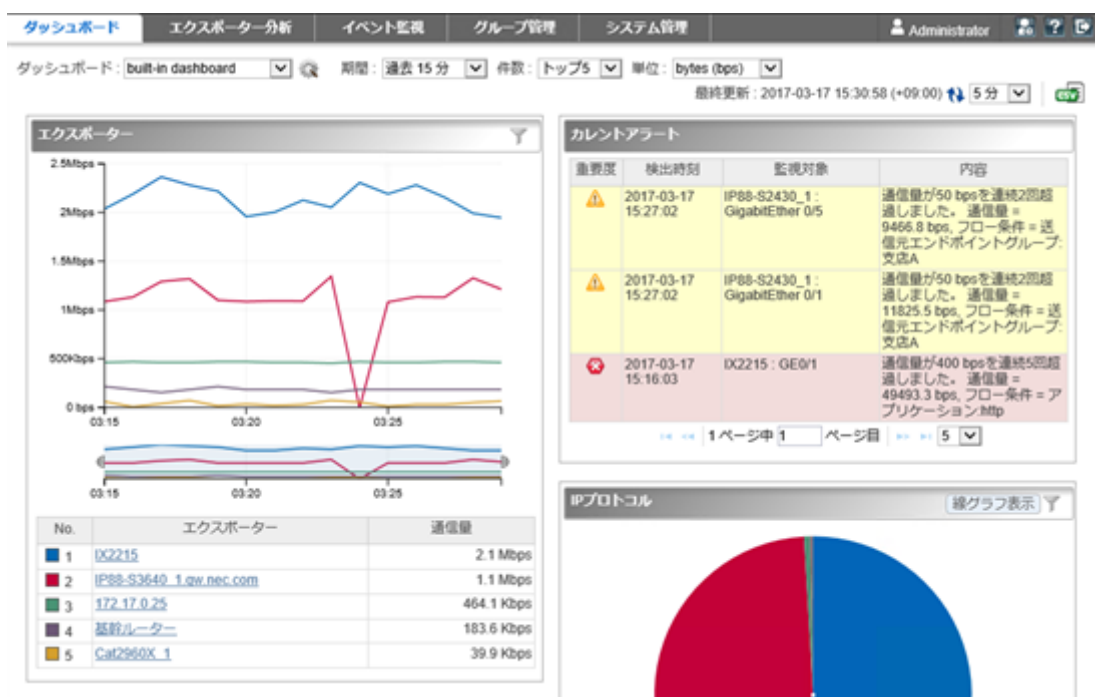 ダッシュボード エクスポーター分析 イベント監視 グループ管理 システム管理 Administrator ?
ダッシュボード : built-in dashboard 期間 : 過去 15 分 件数 : トップ5 単位 : bytes (bps)
最終更新 : 2017-03-17 15:30:58 (+09:00) 5 分 CSV
エクスポーター
2.5Mbps
2Mbps
1.5Mbps
1Mbps
500Kbps
0 bps
03:15 03:20 03:25
03:15 03:20 03:25
No. エクスポーター 通信量
1 IX2215 2.1 Mbps
2 IP88-S3640_1.qw.nec.com 1.1 Mbps
3 172.17.0.25 464.1 Kbps
4 基幹ルーター 183.6 Kbps
5 Cat2960X_1 39.9 Kbps
カレントアラート
重要度 検出時刻 監視対象 内容
2017-03-17 IP88-S2430_1 : 通信量が50 bpsを連続2回超
15:27:02 GigabitEther 0/5 過しました。 通信量 =
9466.8 bps, フロー条件 = 送
信元エンドポイントグループ:
支店A
2017-03-17 IP88-S2430_1 : 通信量が50 bpsを連続2回超
15:27:02 GigabitEther 0/1 過しました。 通信量 =
11825.5 bps, フロー条件 = 送
信元エンドポイントグループ:
支店A
2017-03-17 IX2215 : GE0/1 通信量が400 bpsを連続5回超
15:16:03 過しました。 通信量 =
49493.3 bps, フロー条件 = ア
プリケーション:http
1 ページ中 1 ページ目 5
IPプロトコル 線グラフ表示